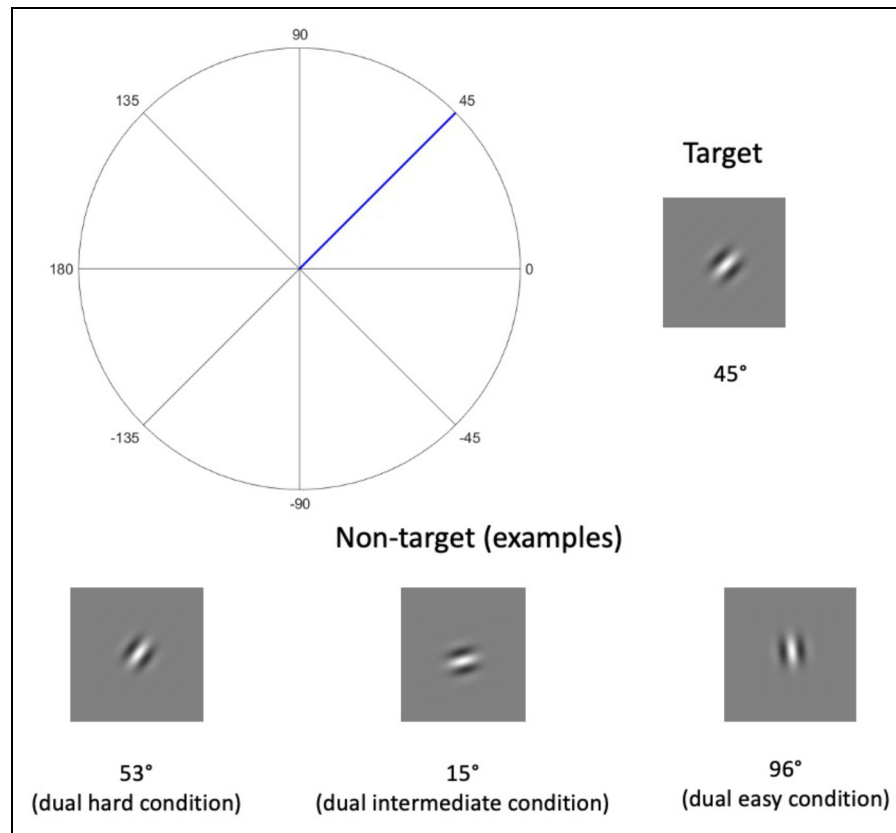 90
135
45
Target
180
0
45°
-135
-45
-90
Non-target (examples)
53°
(dual hard condition)
15°
(dual intermediate condition)
96°
(dual easy condition)